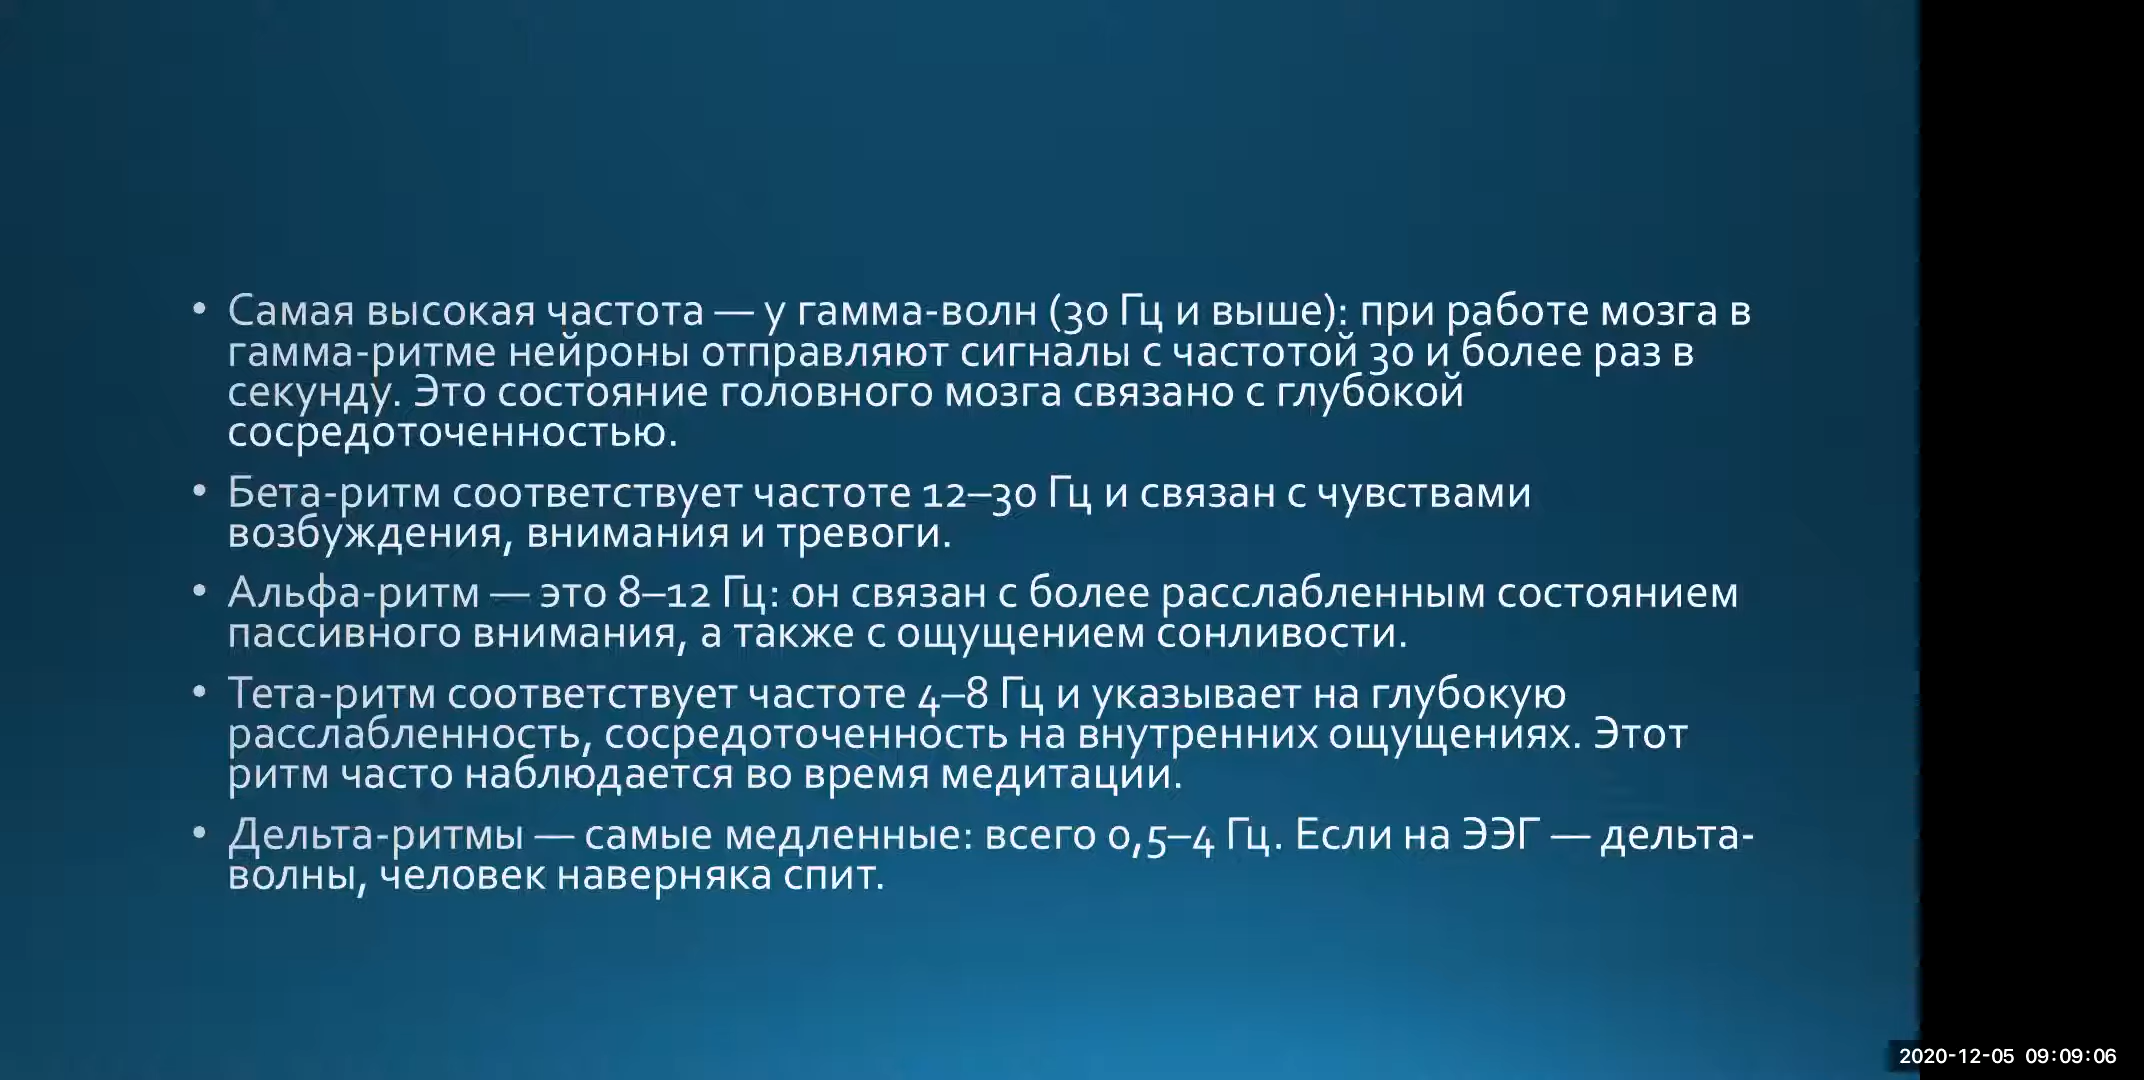 • Самая высокая частота — у гамма-волн (30 Гц и выше): при работе мозга в
гамма-ритме нейроны отправляют сигналы с частотой 30 и более раз в
секунду. Это состояние головного мозга связано с глубокой
сосредоточенностью.
• Бета-ритм соответствует частоте 12–30 Гц и связан с чувствами
возбуждения, внимания и тревоги.
• Альфа-ритм — это 8–12 Гц: он связан с более расслабленным состоянием
пассивного внимания, а также с ощущением сонливости.
• Тета-ритм соответствует частоте 4–8 Гц и указывает на глубокую
расслабленность, сосредоточенность на внутренних ощущениях. Этот
ритм часто наблюдается во время медитации.
• Дельта-ритмы — самые медленные: всего 0,5–4 Гц. Если на ЭЭГ — дельта-
волны, человек наверняка спит.
2020-12-05 09:09:06